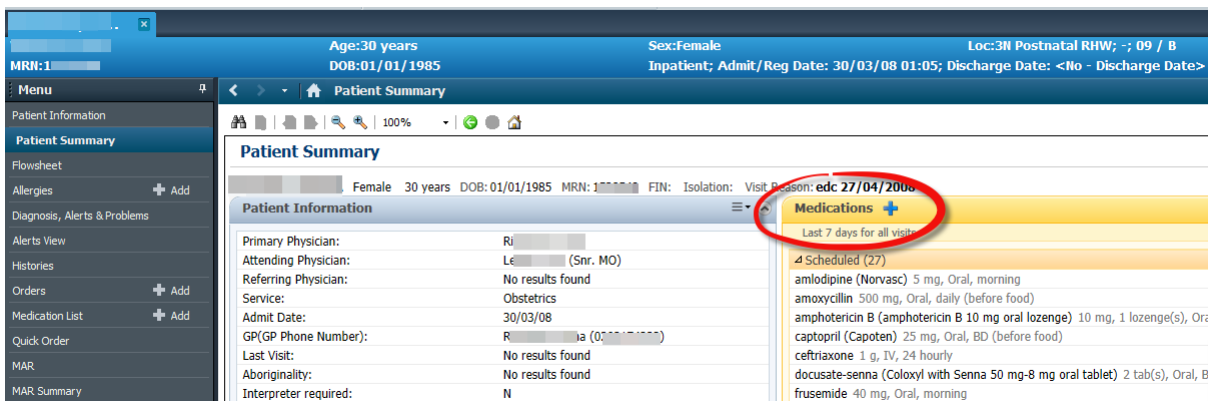 Age:30 years Sex:Female Loc:3N Postnatal RHW; -; 09 / B
MRN:1 DOB:01/01/1985 Inpatient; Admit/Reg Date: 30/03/08 01:05; Discharge Date: <No - Discharge Date>
Menu
Patient Summary
Patient Information
Patient Summary
Flowsheet
Allergies Add
Diagnosis, Alerts & Problems
Alerts View
Histories
Orders Add
Medication List Add
Quick Order
MAR
MAR Summary
100%
Patient Summary
Female 30 years DOB: 01/01/1985 MRN: FIN: Isolation: Visit Reason: edc 27/04/2008
Patient Information
Primary Physician: Ri
Attending Physician: Le (Snr. MO)
Referring Physician: No results found
Service: Obstetrics
Admit Date: 30/03/08
GP(GP Phone Number): R
Last Visit: No results found
Aboriginality: No results found
Interpreter required: N
Medications
Last 7 days for all visits
Scheduled (27)
amlodipine (Norvasc) 5 mg, Oral, morning
amoxycillin 500 mg, Oral, daily (before food)
amphotericin B (amphotericin B 10 mg oral lozenge) 10 mg, 1 lozenge(s), Ora
captopril (Capoten) 25 mg, Oral, BD (before food)
ceftriaxone 1 g, IV, 24 hourly
docusate-senna (Coloxyl with Senna 50 mg-8 mg oral tablet) 2 tab(s), Oral, B
frusemide 40 mg, Oral, morning